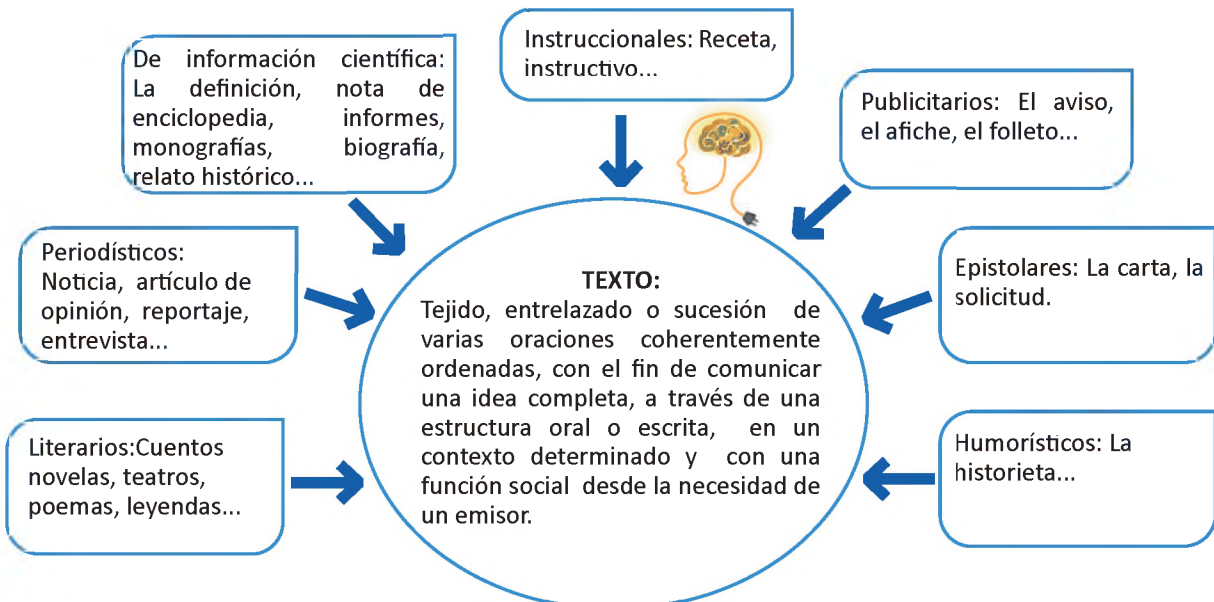 De información científica:
La definición, nota de
enciclopedia, informes,
monografías, biografía,
relato histórico...
Instruccionales: Receta,
instructivo...
Publicitarios: El aviso,
el afiche, el folleto...
Periodísticos:
Noticia, artículo de
opinión, reportaje,
entrevista...
Epistolares: La carta, la
solicitud.
Literarios:Cuentos
novelas, teatros,
poemas, leyendas...
Humorísticos: La
historieta...
TEXTO:
Tejido, entrelazado o sucesión de
varias oraciones coherentemente
ordenadas, con el fin de comunicar
una idea completa, a través de una
estructura oral o escrita, en un
contexto determinado y con una
función social desde la necesidad de
un emisor.